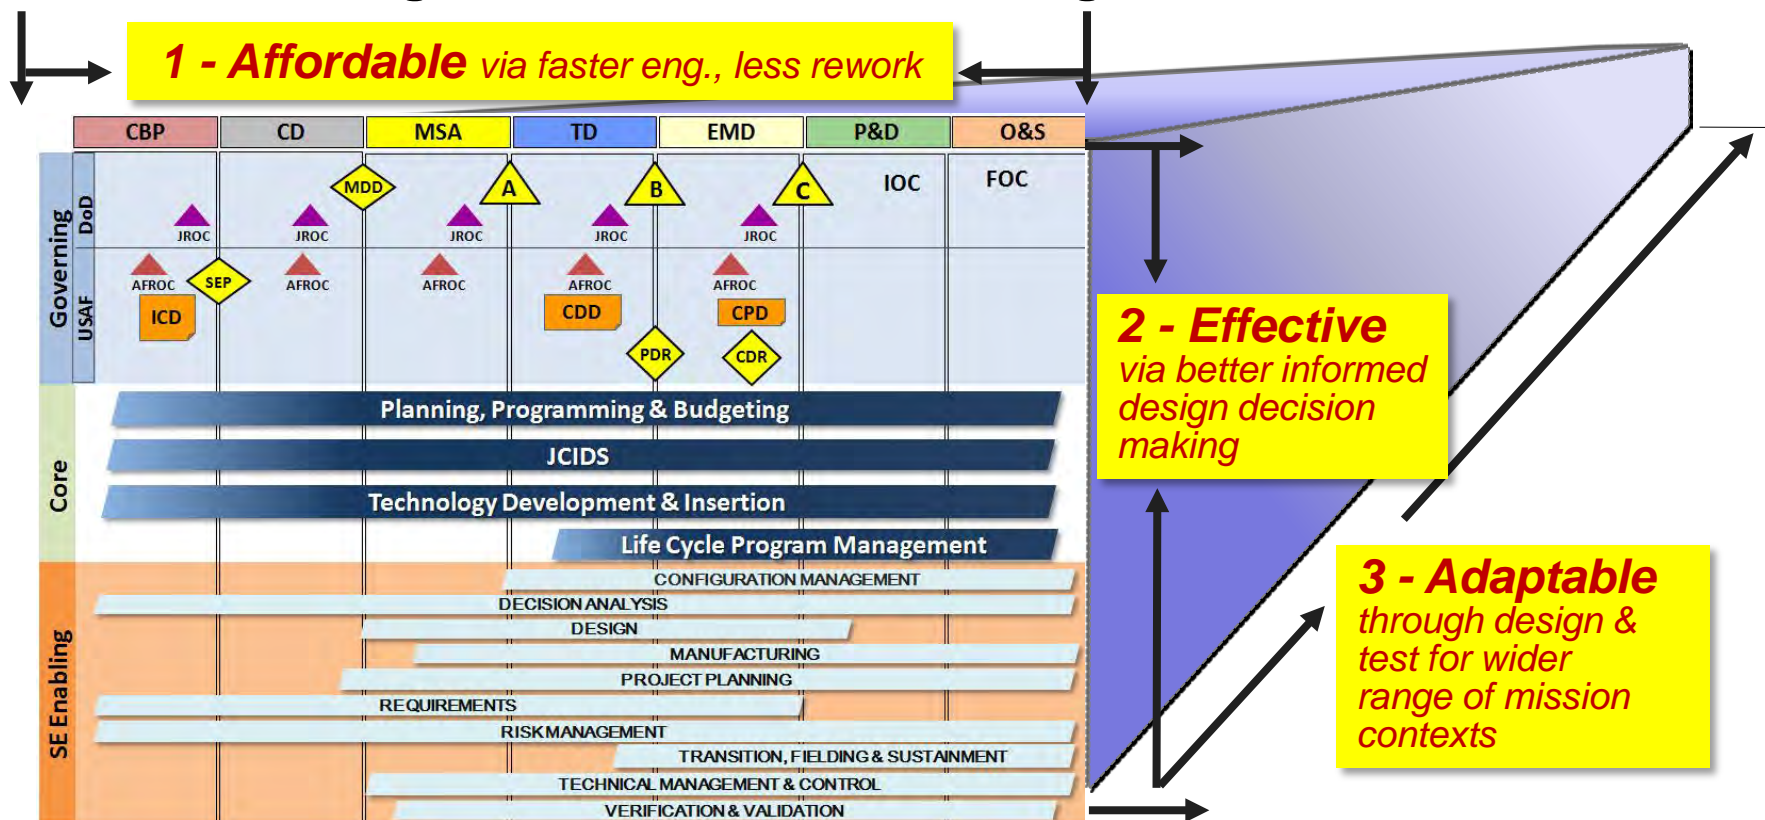 1 - Affordable via faster eng., less rework
CBP CD MSA TD EMD P&D O&S
Governing
DoD
MDD A B C IOC FOC
JROC JROC JROC JROC JROC
USAF
AFROC SEP AFROC AFROC AFROC AFROC
ICD CDD CPD
PDR CDR
Core
Planning, Programming & Budgeting
JCIDS
Technology Development & Insertion
Life Cycle Program Management
SE Enabling
CONFIGURATION MANAGEMENT
DECISION ANALYSIS
DESIGN
MANUFACTURING
PROJECT PLANNING
REQUIREMENTS
RISK MANAGEMENT
TRANSITION, FIELDING & SUSTAINMENT
TECHNICAL MANAGEMENT & CONTROL
VERIFICATION & VALIDATION
2 - Effective
via better informed
design decision
making
3 - Adaptable
through design &
test for wider
range of mission
contexts